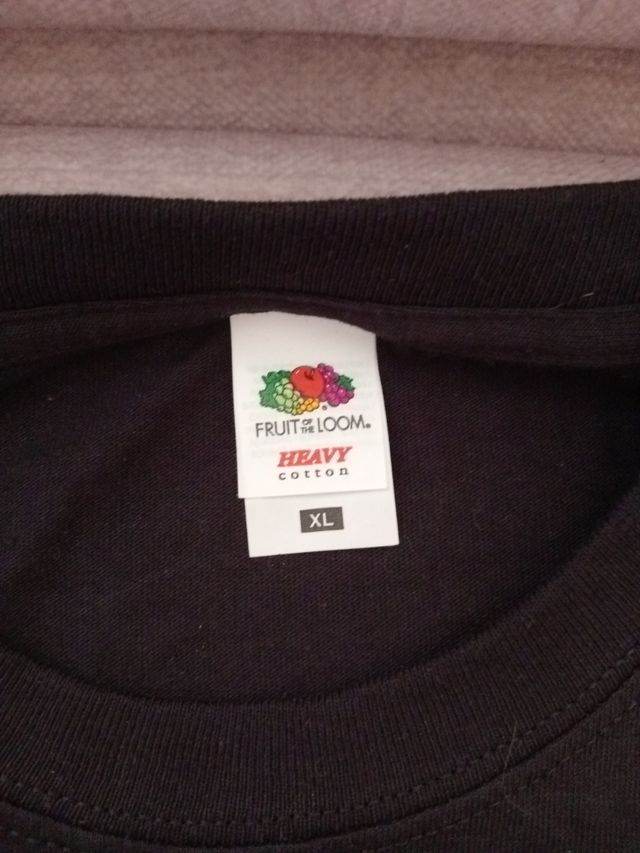 FRUIT OF THE LOOM®
HEAVY
cotton
XL